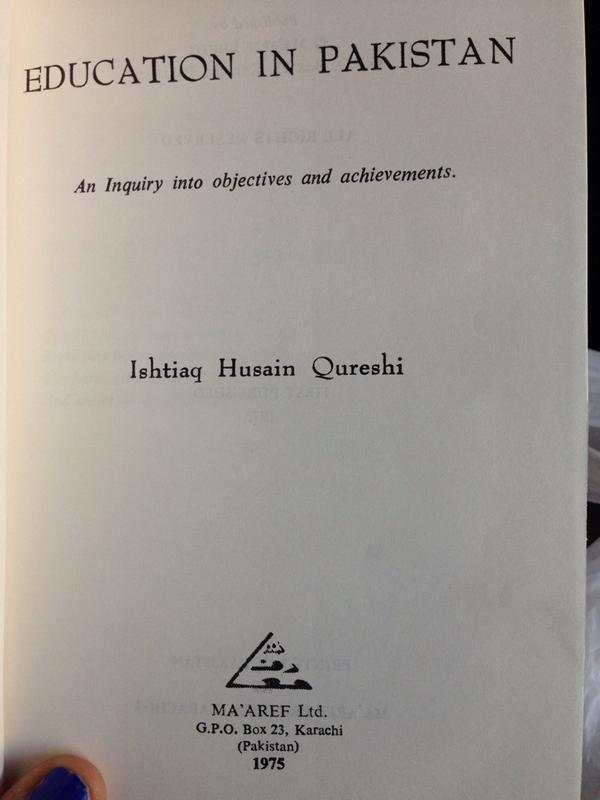 EDUCATION IN PAKISTAN
An Inquiry into objectives and achievements.
Ishtiaq Husain Qureshi
MA'AREF Ltd.
G.P.O. Box 23, Karachi
(Pakistan)
1975